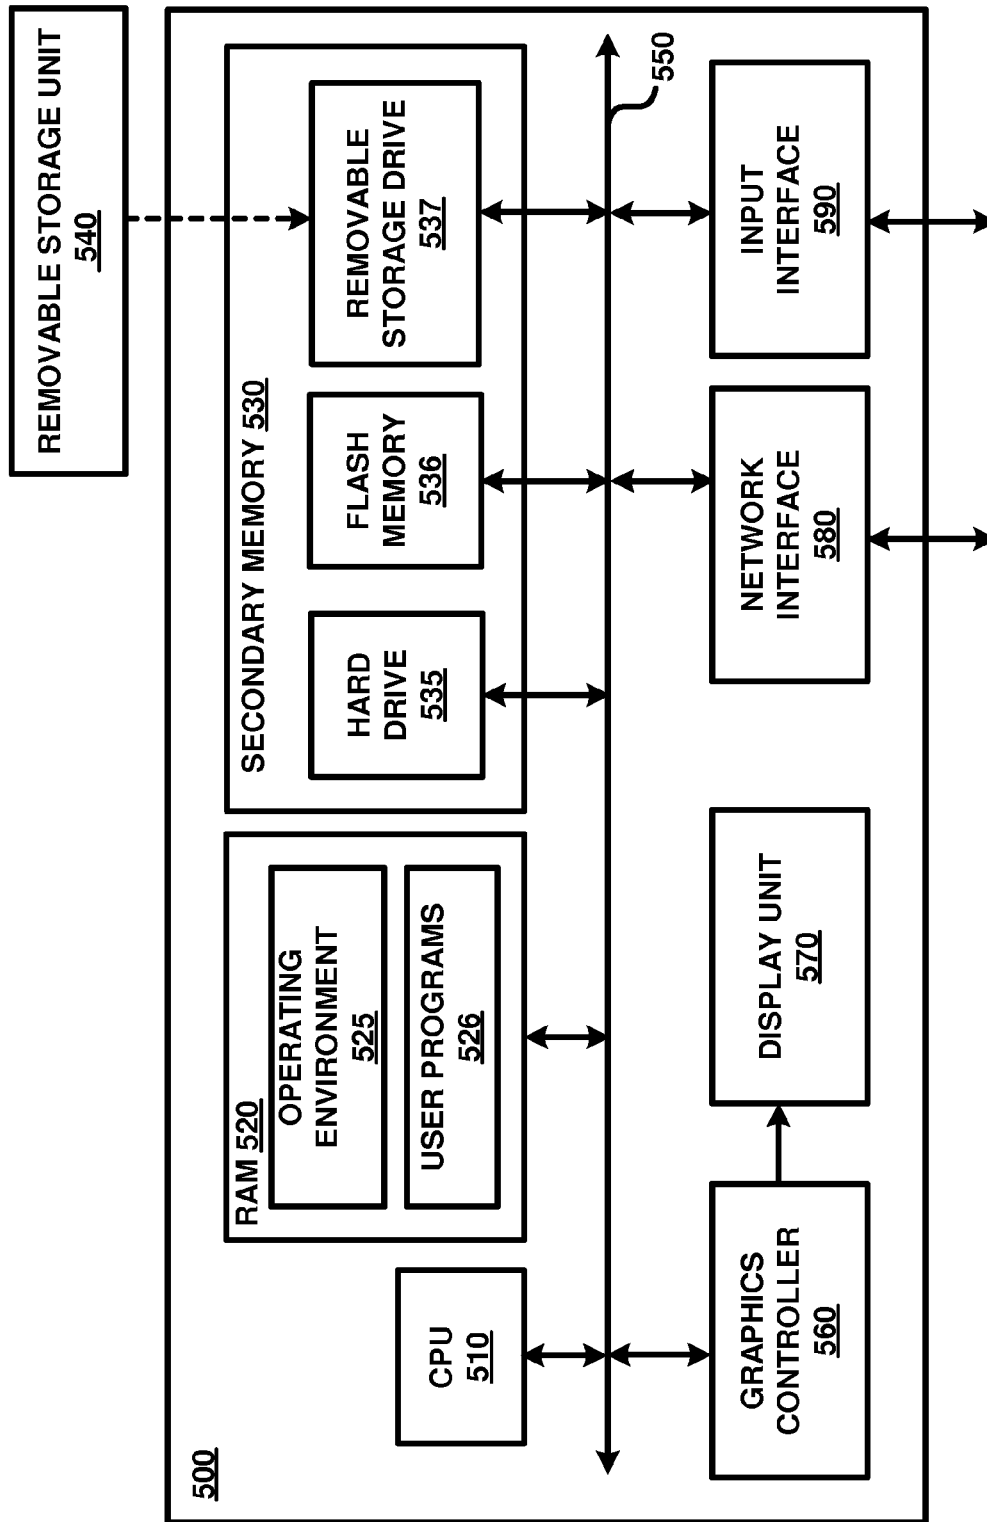 500
CPU
510
RAM 520
OPERATING
ENVIRONMENT
525
USER PROGRAMS
526
SECONDARY MEMORY 530
HARD
DRIVE
535
FLASH
MEMORY
536
REMOVABLE
STORAGE DRIVE
537
REMOVABLE STORAGE UNIT
540
550
GRAPHICS
CONTROLLER
560
DISPLAY UNIT
570
NETWORK
INTERFACE
580
INPUT
INTERFACE
590